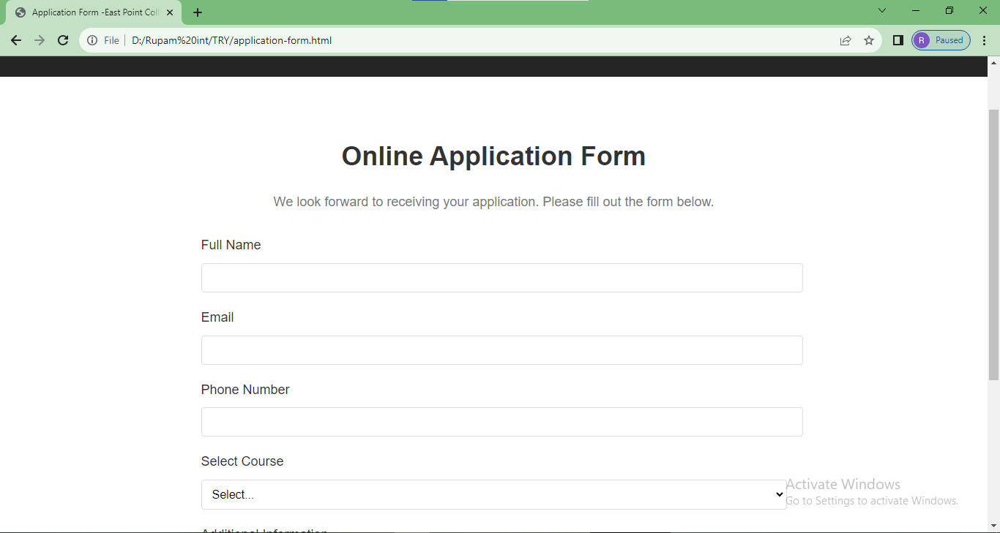 Application Form -East Point Coll
File
D:/Rupam%20int/TRY/application-form.html
R
Paused
Online Application Form
We look forward to receiving your application. Please fill out the form below.
Full Name
Email
Phone Number
Select Course
Select...
Activate Windows
Go to Settings to activate Windows.
Additional Information